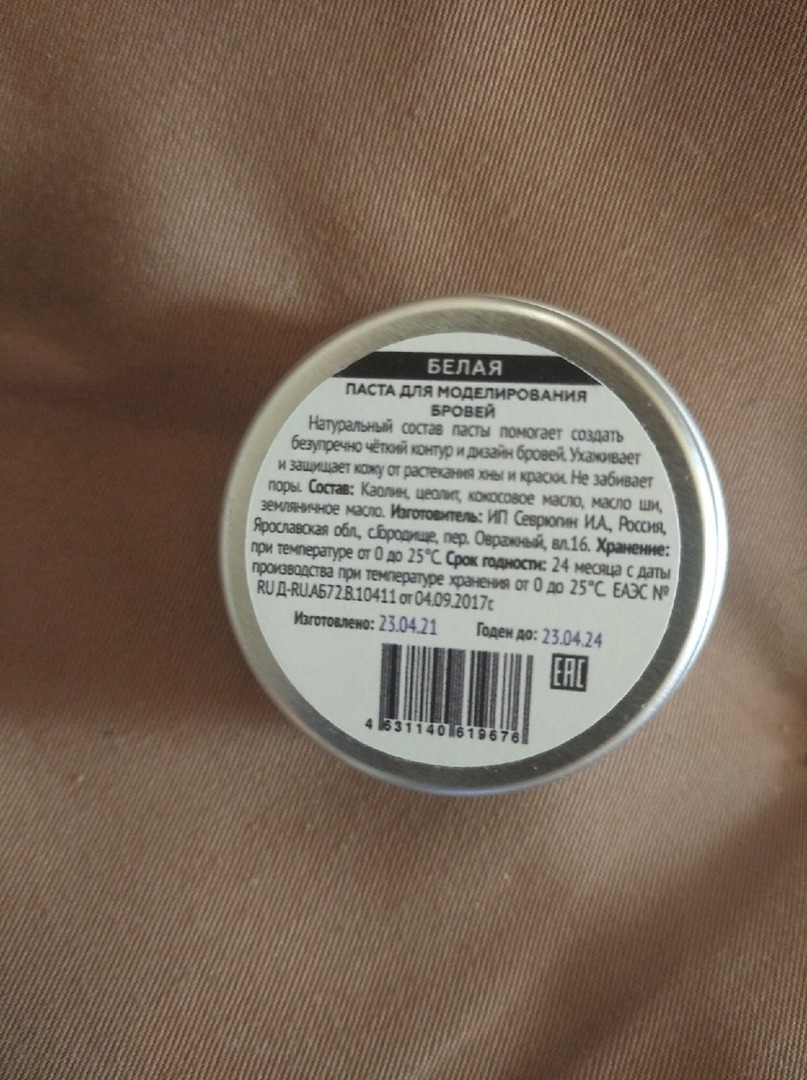 БЕЛАЯ
ПАСТА ДЛЯ МОДЕЛИРОВАНИЯ
БРОВЕЙ
Натуральный состав пасты помогает создать
безупречно чёткий контур и дизайн бровей. Ухаживает
и защищает кожу от растекания хны и краски. Не забивает
поры. Состав: Каолин, цеолит, кокосовое масло, масло ши,
земляничное масло. Изготовитель: ИП Севрюгин И.А., Россия,
Ярославская обл., с.Городище, пер. Овражный, вл.16. Хранение:
при температуре от 0 до 25°С. Срок годности: 24 месяца с даты
производства при температуре хранения от 0 до 25°С. ЕАЭС №
RU Д-RU.АБ72.В.10411 от 04.09.2017г.
Изготовлено: 23.04.21 Годен до: 23.04.24
EAC
4 631140 619676